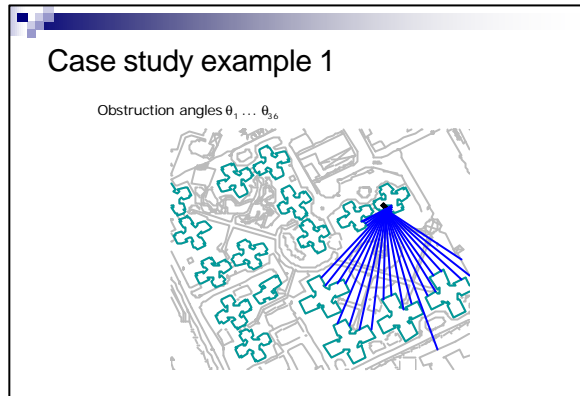 Case study example 1
Obstruction angles θ₁ … θ₃₆